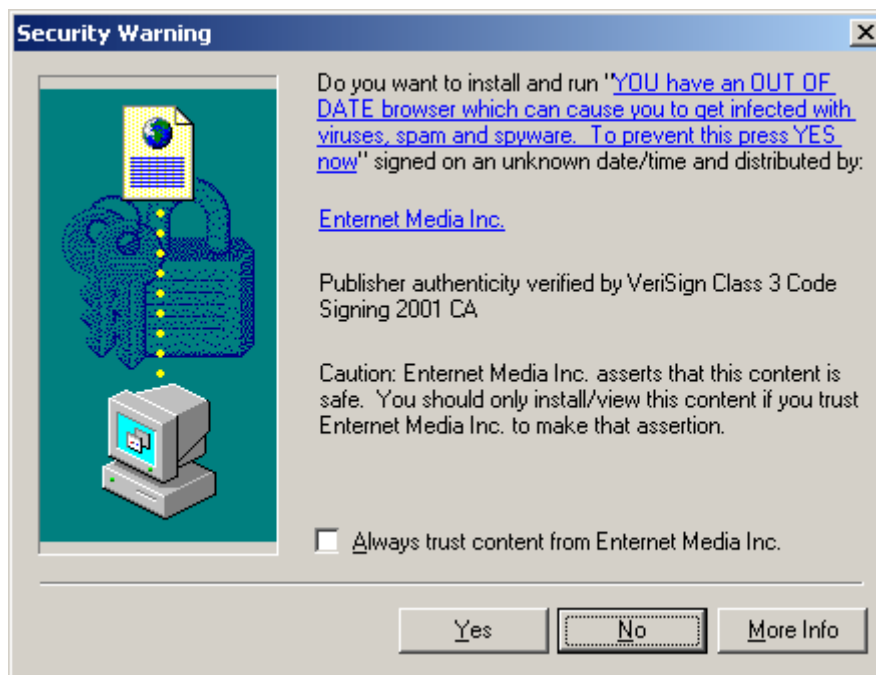 Security Warning
Do you want to install and run "YOU have an OUT OF
DATE browser which can cause you to get infected with
viruses, spam and spyware.  To prevent this press YES
now" signed on an unknown date/time and distributed by:
Enternet Media Inc.
Publisher authenticity verified by VeriSign Class 3 Code
Signing 2001 CA
Caution: Enternet Media Inc. asserts that this content is
safe.  You should only install/view this content if you trust
Enternet Media Inc. to make that assertion.
Always trust content from Enternet Media Inc.
Yes No More Info